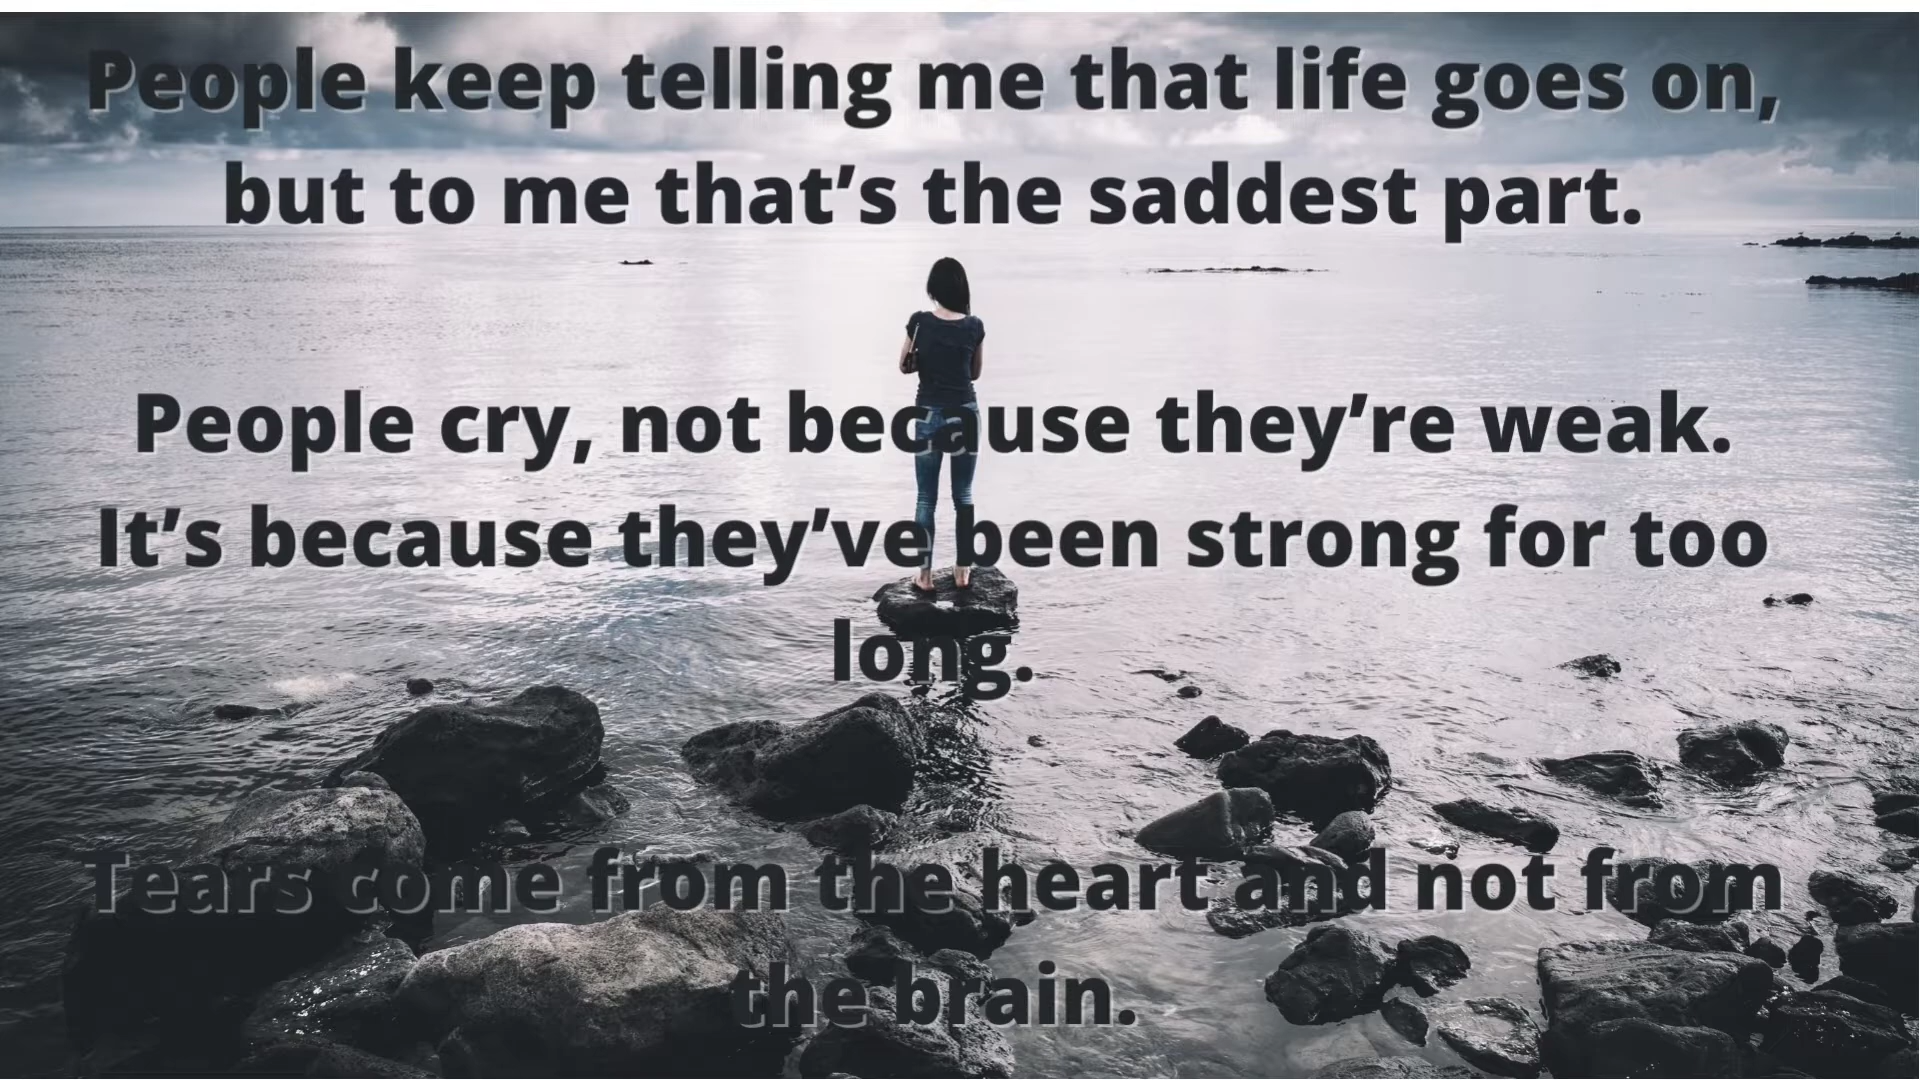 People keep telling me that life goes on,
but to me that’s the saddest part.
People cry, not because they’re weak.
It’s because they’ve been strong for too
long.
Tears come from the heart and not from
the brain.